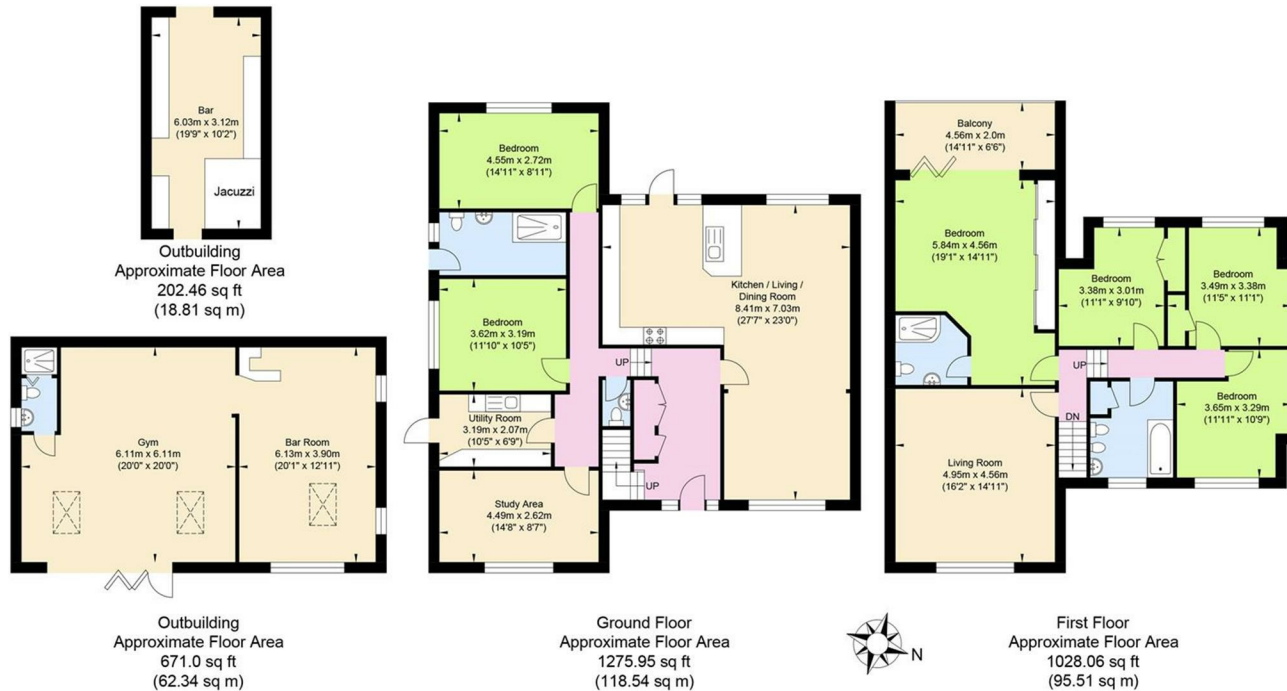 Bar
6.03m x 3.12m
(19'9" x 10'2")
Jacuzzi
Outbuilding
Approximate Floor Area
202.46 sq ft
(18.81 sq m)
Gym
6.11m x 6.11m
(20'0" x 20'0")
Bar Room
6.13m x 3.90m
(20'1" x 12'11")
Outbuilding
Approximate Floor Area
671.0 sq ft
(62.34 sq m)
Bedroom
4.55m x 2.72m
(14'11" x 8'11")
Kitchen / Living /
Dining Room
8.41m x 7.03m
(27'7" x 23'0")
Bedroom
3.62m x 3.19m
(11'10" x 10'5")
UP
Utility Room
3.19m x 2.07m
(10'5" x 6'9")
UP
Study Area
4.49m x 2.62m
(14'8" x 8'7")
Ground Floor
Approximate Floor Area
1275.95 sq ft
(118.54 sq m)
N
Balcony
4.56m x 2.0m
(14'11" x 6'6")
Bedroom
5.84m x 4.56m
(19'1" x 14'11")
Bedroom
3.38m x 3.01m
(11'1" x 9'10")
Bedroom
3.49m x 3.38m
(11'5" x 11'1")
UP
DN
Bedroom
3.65m x 3.29m
(11'11" x 10'9")
Living Room
4.95m x 4.56m
(16'2" x 14'11")
First Floor
Approximate Floor Area
1028.06 sq ft
(95.51 sq m)